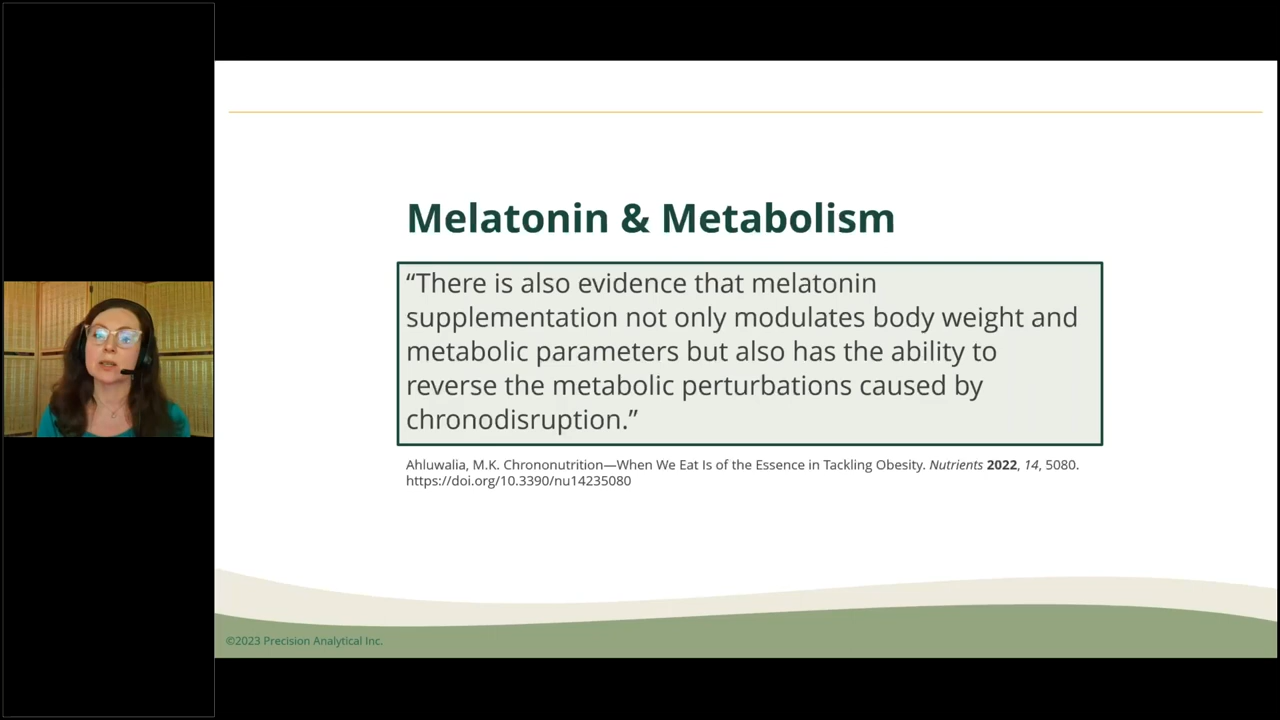 Melatonin & Metabolism
“There is also evidence that melatonin
supplementation not only modulates body weight and
metabolic parameters but also has the ability to
reverse the metabolic perturbations caused by
chronodisruption.”
Ahluwalia, M.K. Chrononutrition—When We Eat Is of the Essence in Tackling Obesity. Nutrients 2022, 14, 5080.
https://doi.org/10.3390/nu14235080
©2023 Precision Analytical Inc.